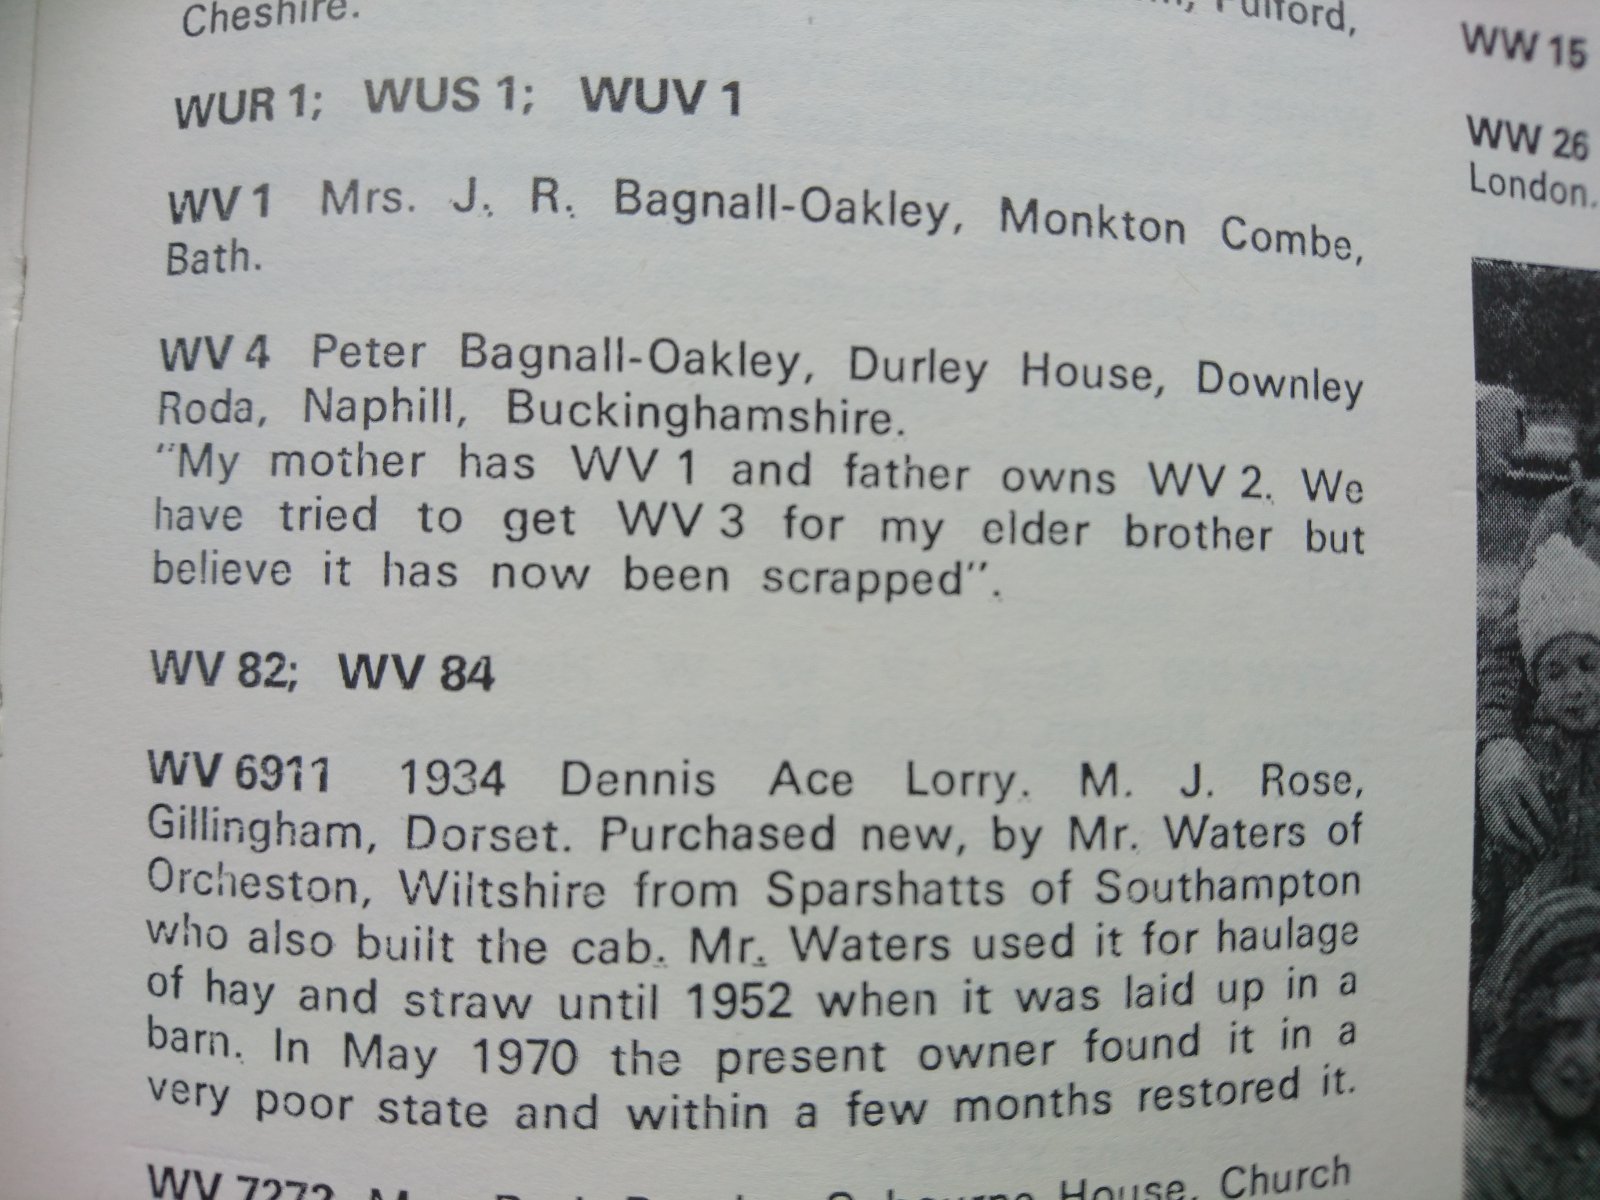 Cheshire.
Fulford,
WUR 1; WUS 1; WUV 1
WV 1 Mrs. J. R. Bagnall-Oakley, Monkton Combe,
Bath.
WV 4 Peter Bagnall-Oakley, Durley House, Downley
Roda, Naphill, Buckinghamshire.
"My mother has WV 1 and father owns WV 2. We
have tried to get WV 3 for my elder brother but
believe it has now been scrapped".
WV 82; WV 84
WV 6911 1934 Dennis Ace Lorry. M. J. Rose,
Gillingham, Dorset. Purchased new, by Mr. Waters of
Orcheston, Wiltshire from Sparshatts of Southampton
who also built the cab. Mr. Waters used it for haulage
of hay and straw until 1952 when it was laid up in a
barn. In May 1970 the present owner found it in a
very poor state and within a few months restored it.
WV 7272 House, Church
WW 15
WW 26
London.